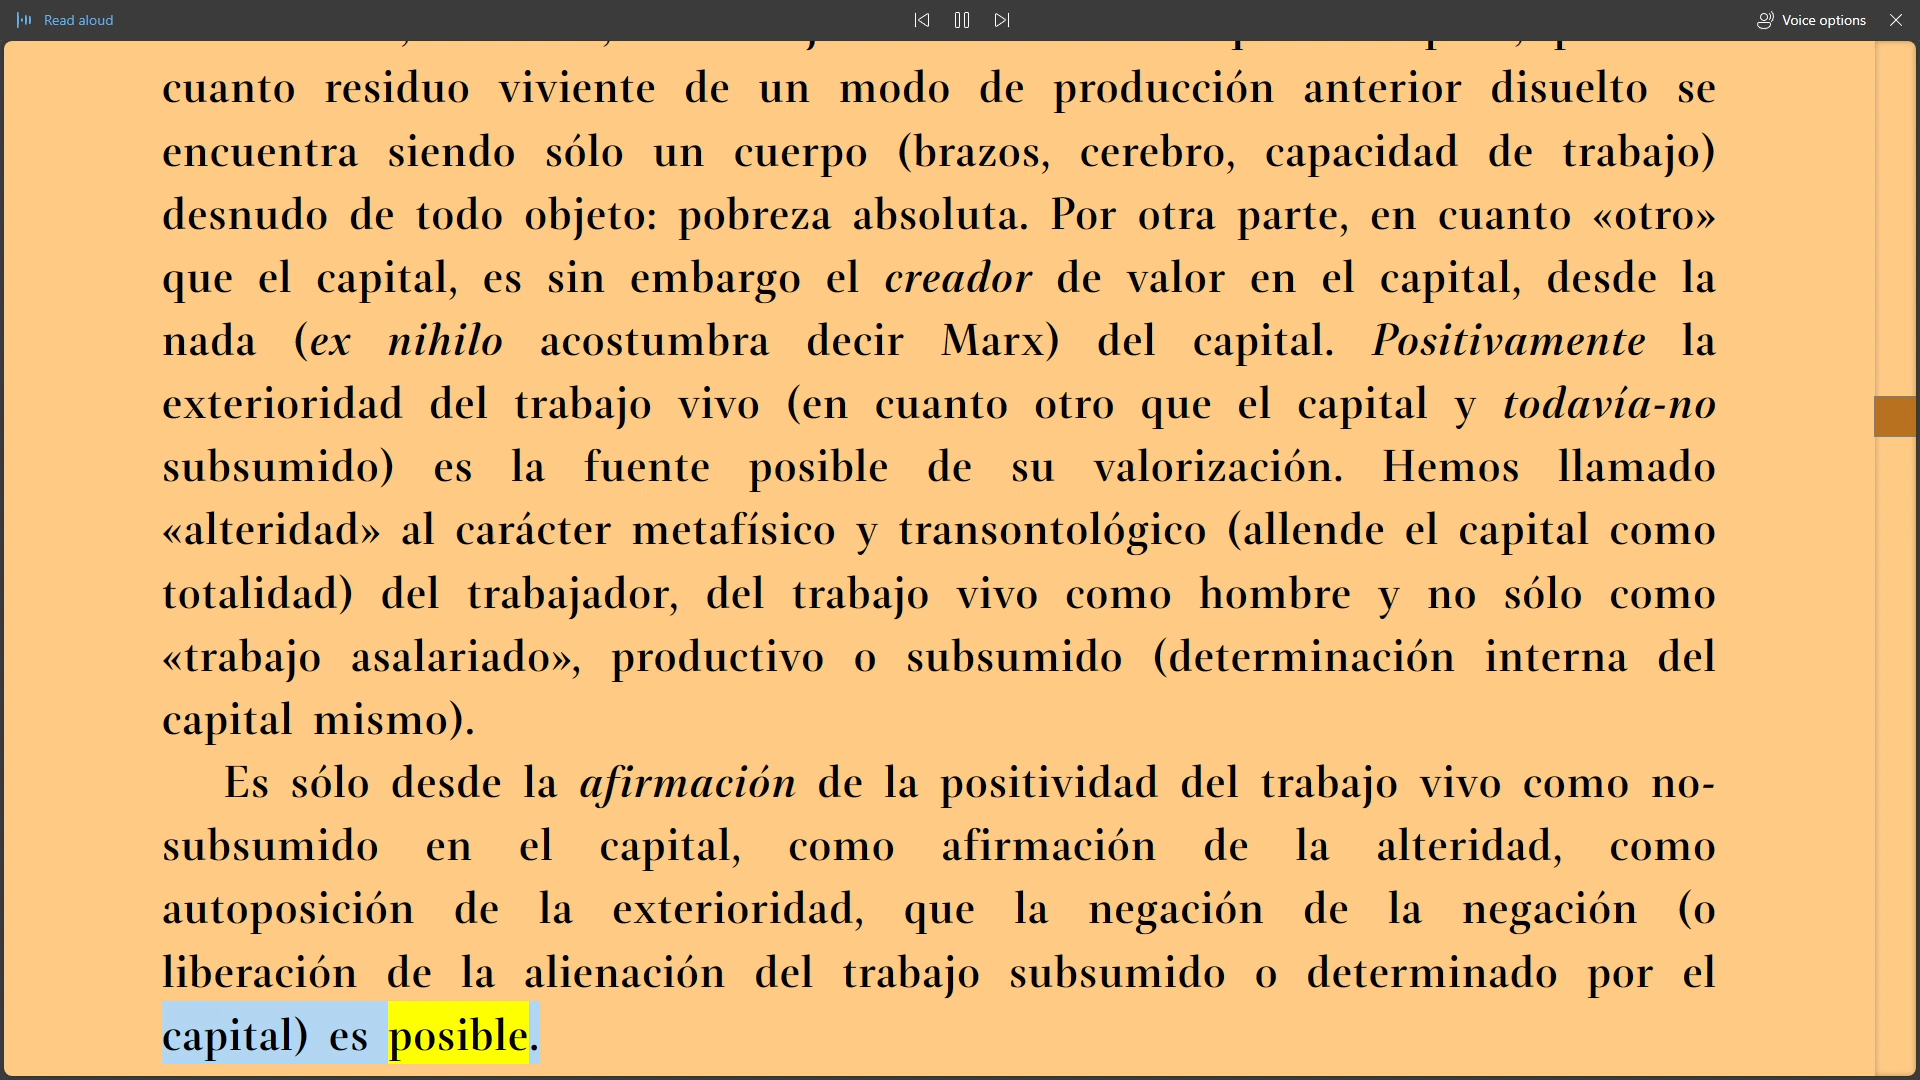 Read aloud
Voice options
cuanto residuo viviente de un modo de producción anterior disuelto se
encuentra siendo sólo un cuerpo (brazos, cerebro, capacidad de trabajo)
desnudo de todo objeto: pobreza absoluta. Por otra parte, en cuanto «otro»
que el capital, es sin embargo el creador de valor en el capital, desde la
nada (ex nihilo acostumbra decir Marx) del capital. Positivamente la
exterioridad del trabajo vivo (en cuanto otro que el capital y todavía-no
subsumido) es la fuente posible de su valorización. Hemos llamado
«alteridad» al carácter metafísico y transontológico (allende el capital como
totalidad) del trabajador, del trabajo vivo como hombre y no sólo como
«trabajo asalariado», productivo o subsumido (determinación interna del
capital mismo).
Es sólo desde la afirmación de la positividad del trabajo vivo como no-
subsumido en el capital, como afirmación de la alteridad, como
autoposición de la exterioridad, que la negación de la negación (o
liberación de la alienación del trabajo subsumido o determinado por el
capital) es posible.